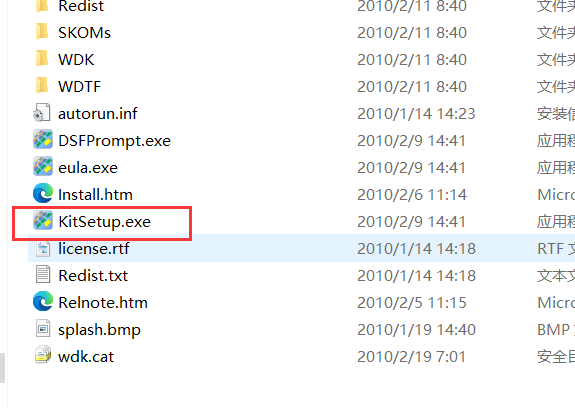 Redist 2010/2/11 8:40 文件夹
SKOMs 2010/2/11 8:40 文件夹
WDK 2010/2/11 8:40 文件夹
WDTF 2010/2/11 8:40 文件夹
autorun.inf 2010/1/14 14:23 安装信
DSFPrompt.exe 2010/2/9 14:41 应用程
eula.exe 2010/2/9 14:41 应用程
Install.htm 2010/2/6 11:14 Micro
KitSetup.exe 2010/2/9 14:41 应用程
license.rtf 2010/1/14 14:18 RTF
Redist.txt 2010/1/14 14:18 文本文
Relnote.htm 2010/2/5 11:15 Micro
splash.bmp 2010/1/19 14:40 BMP
wdk.cat 2010/2/19 7:01 安全目